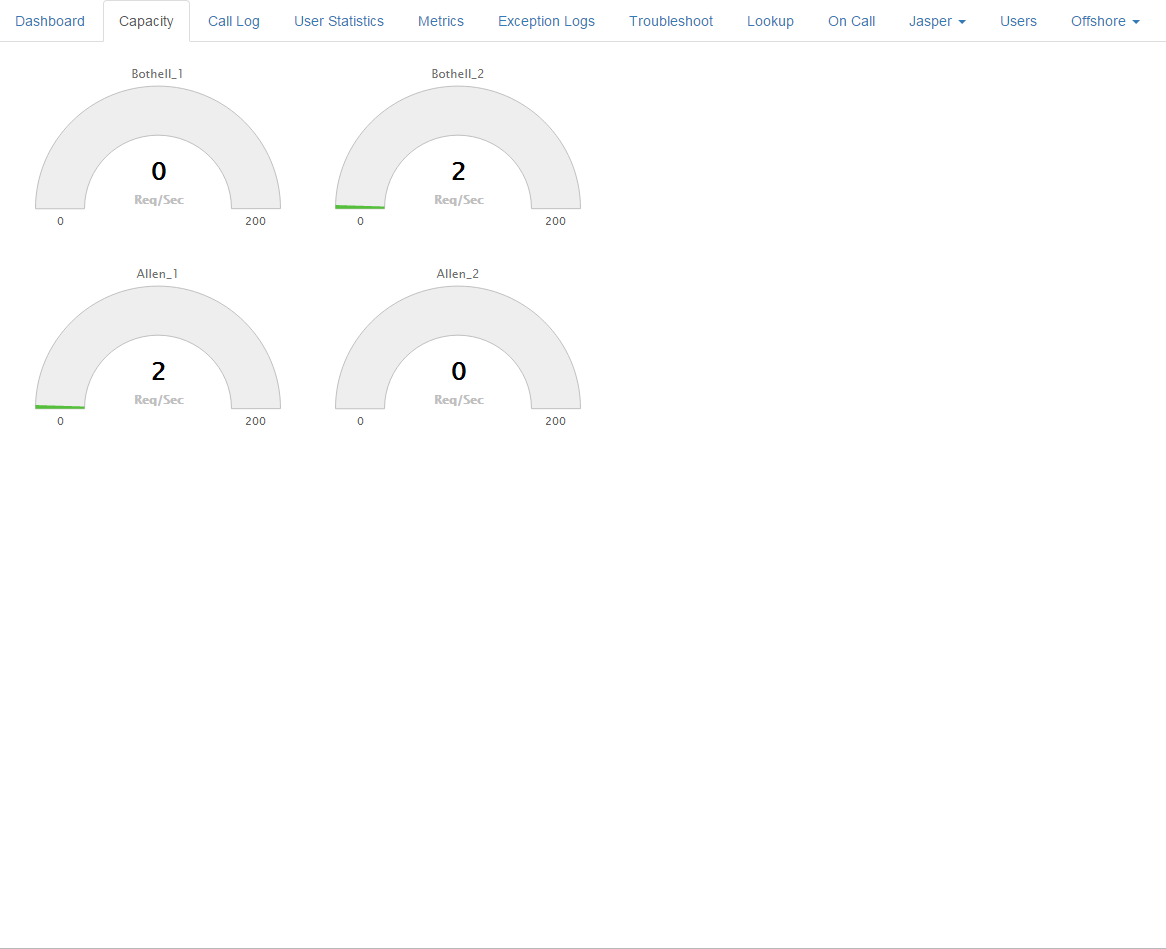 Dashboard Capacity Call Log User Statistics Metrics Exception Logs Troubleshoot Lookup On Call Jasper Users Offshore
Bothell_1 Bothell_2
0 2
Req/Sec Req/Sec
0 200 0 200
Allen_1 Allen_2
2 0
Req/Sec Req/Sec
0 200 0 200